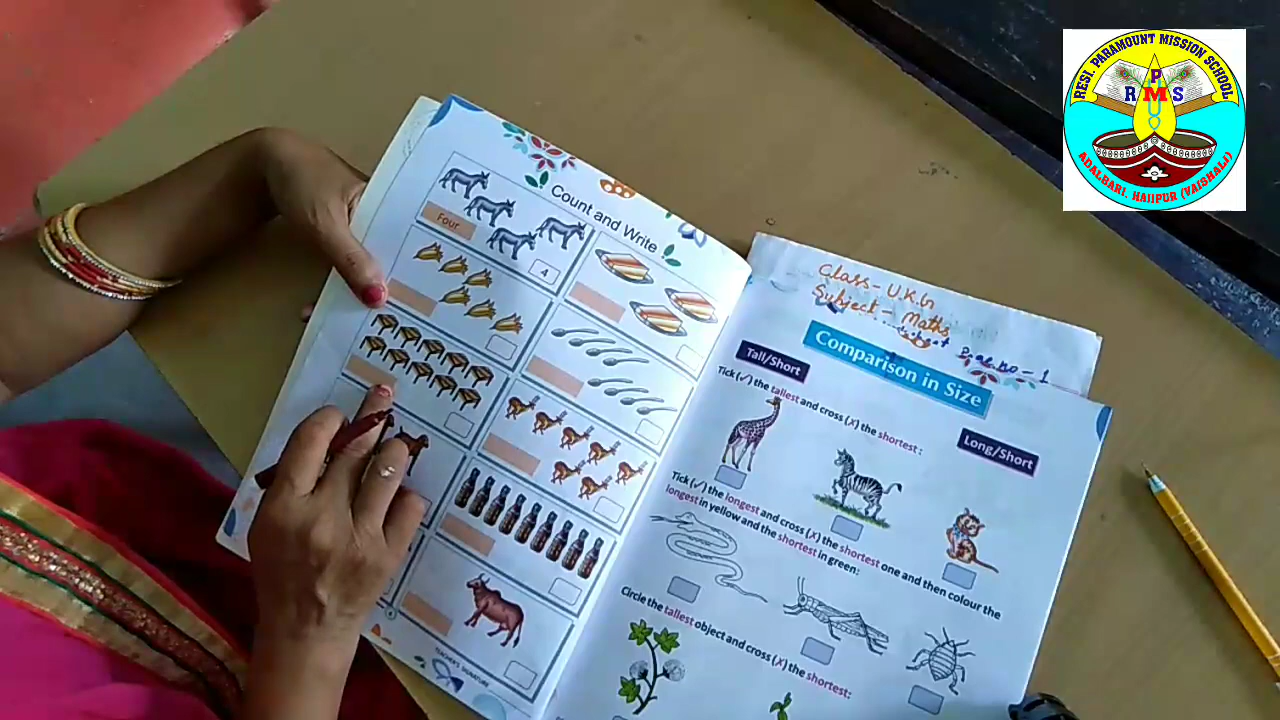 RESI. PARAMOUNT MISSION SCHOOL
P
R M S
U
ADALBARI, HAJIPUR (VAISHALI)
Count and Write
Four
4
TEACHER'S SIGNATURE
Class - U.K.G
Subject - Maths
Comparison in Size
Tall/Short
Tick (✓) the tallest and cross (X) the shortest :
Long/Short
Tick (✓) the longest and cross (X) the shortest one and then colour the
longest in yellow and the shortest in green:
Circle the tallest object and cross (X) the shortest: